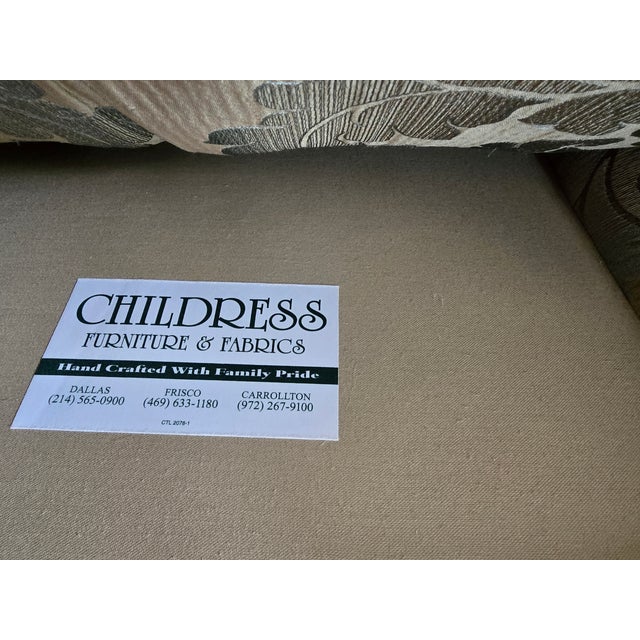 CHILDRESS
FURNITURE & FABRICS
Hand Crafted With Family Pride
DALLAS FRISCO CARROLLTON
(214) 565-0900 (469) 633-1180 (972) 267-9100
CTL 2078-1